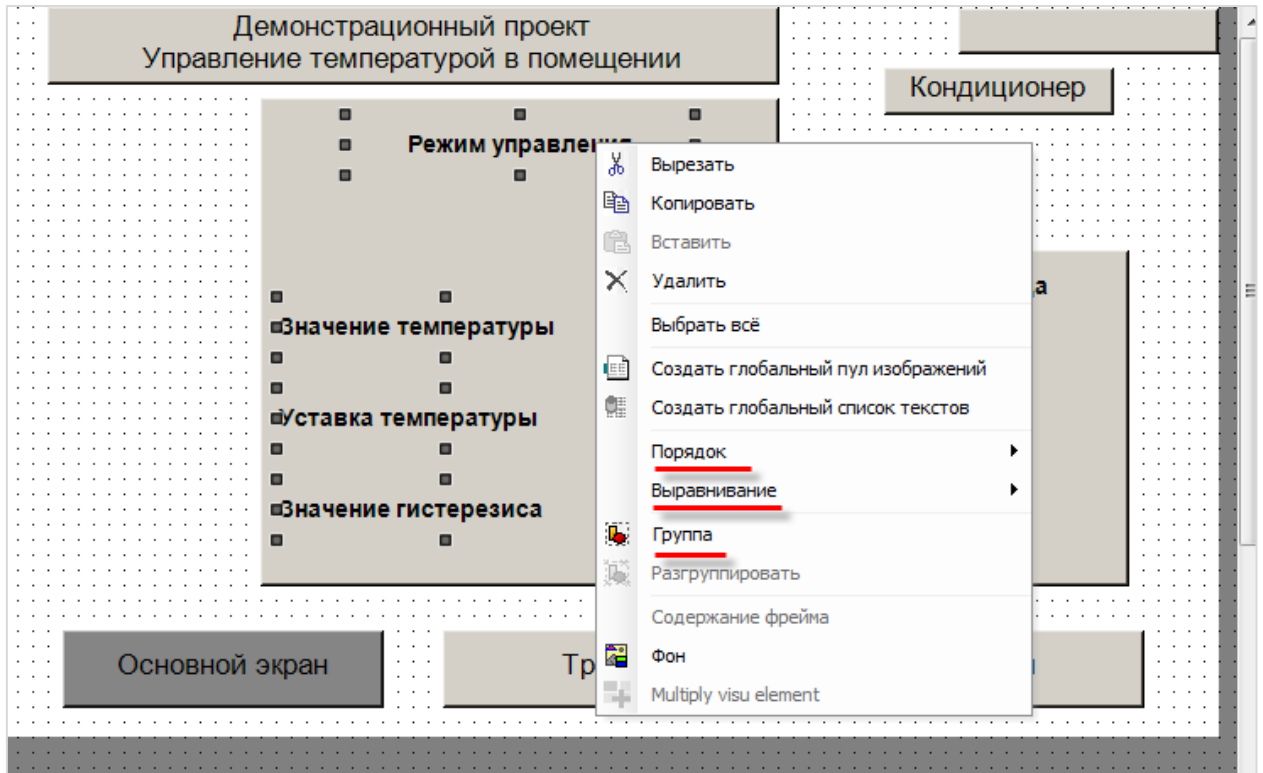 Демонстрационный проект
Управление температурой в помещении
Кондиционер
Режим управления
Значение температуры
Уставка температуры
Значение гистерезиса
Вырезать
Копировать
Вставить
Удалить
Выбрать всё
Создать глобальный пул изображений
Создать глобальный список текстов
Порядок
Выравнивание
Группа
Разгруппировать
Содержание фрейма
Фон
Multiply visu element
Основной экран